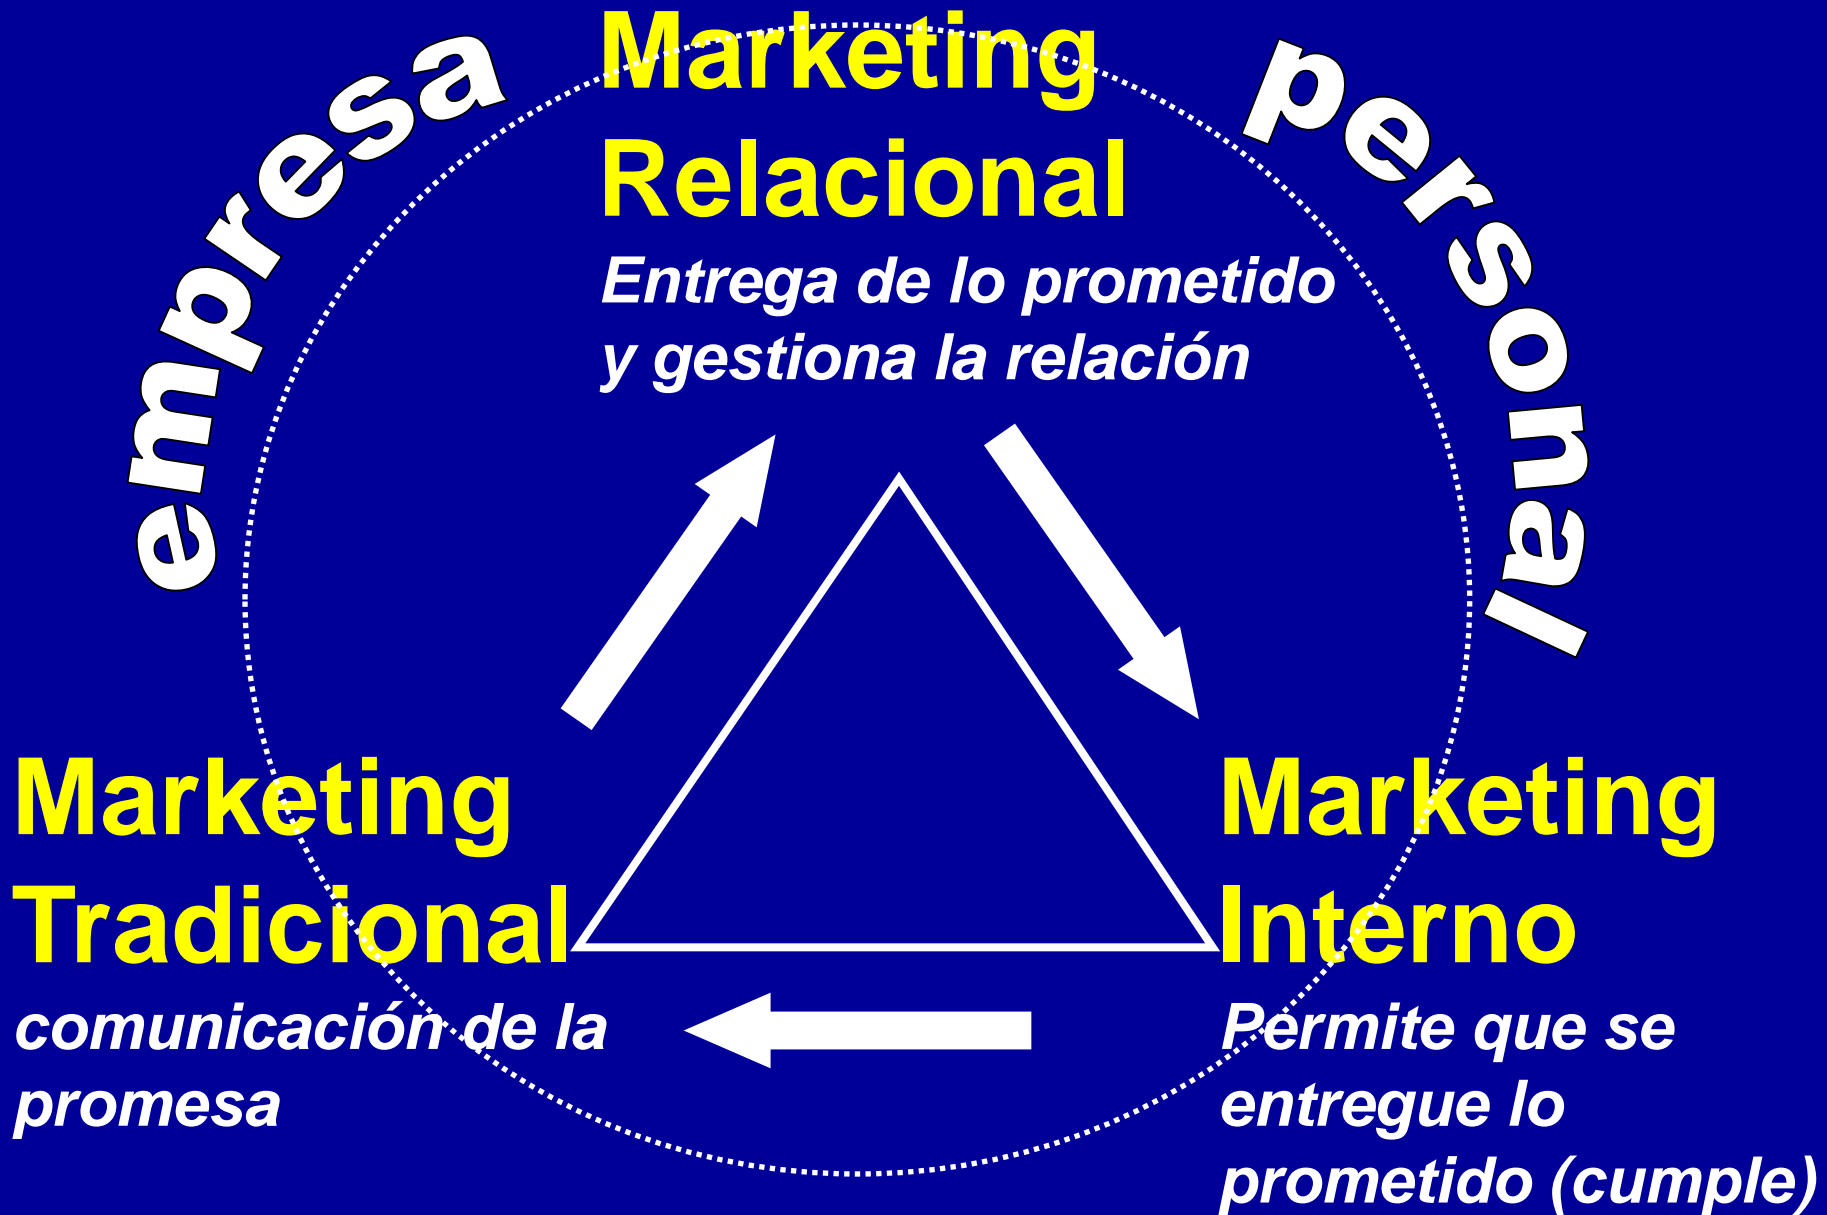 empresa
personal
Marketing
Relacional
Entrega de lo prometido
y gestiona la relación
Marketing
Tradicional
comunicación de la
promesa
Marketing
Interno
Permite que se
entregue lo
prometido (cumple)